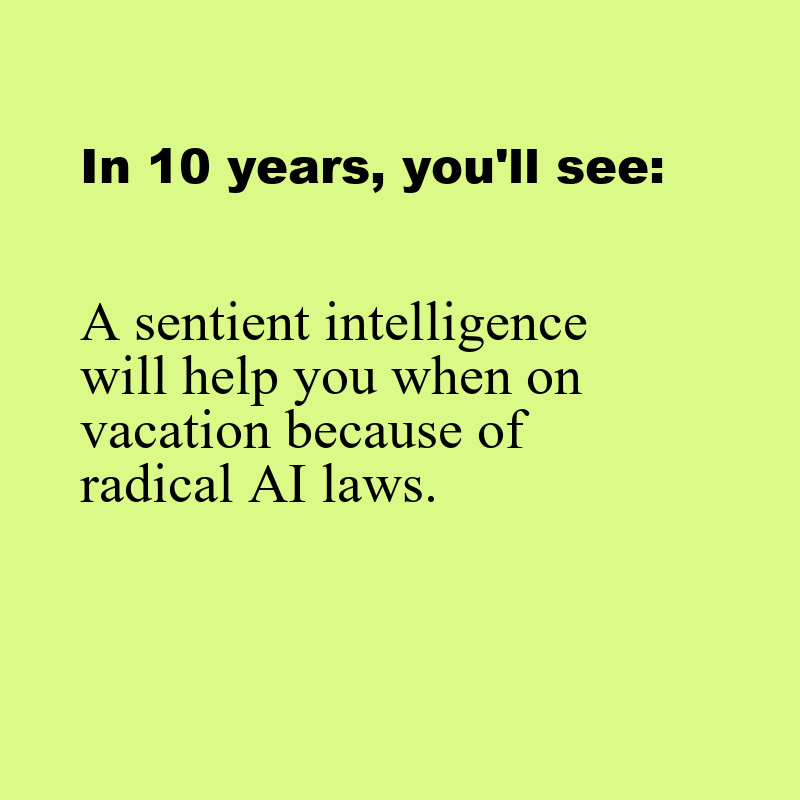 In 10 years, you'll see:
A sentient intelligence
will help you when on
vacation because of
radical AI laws.